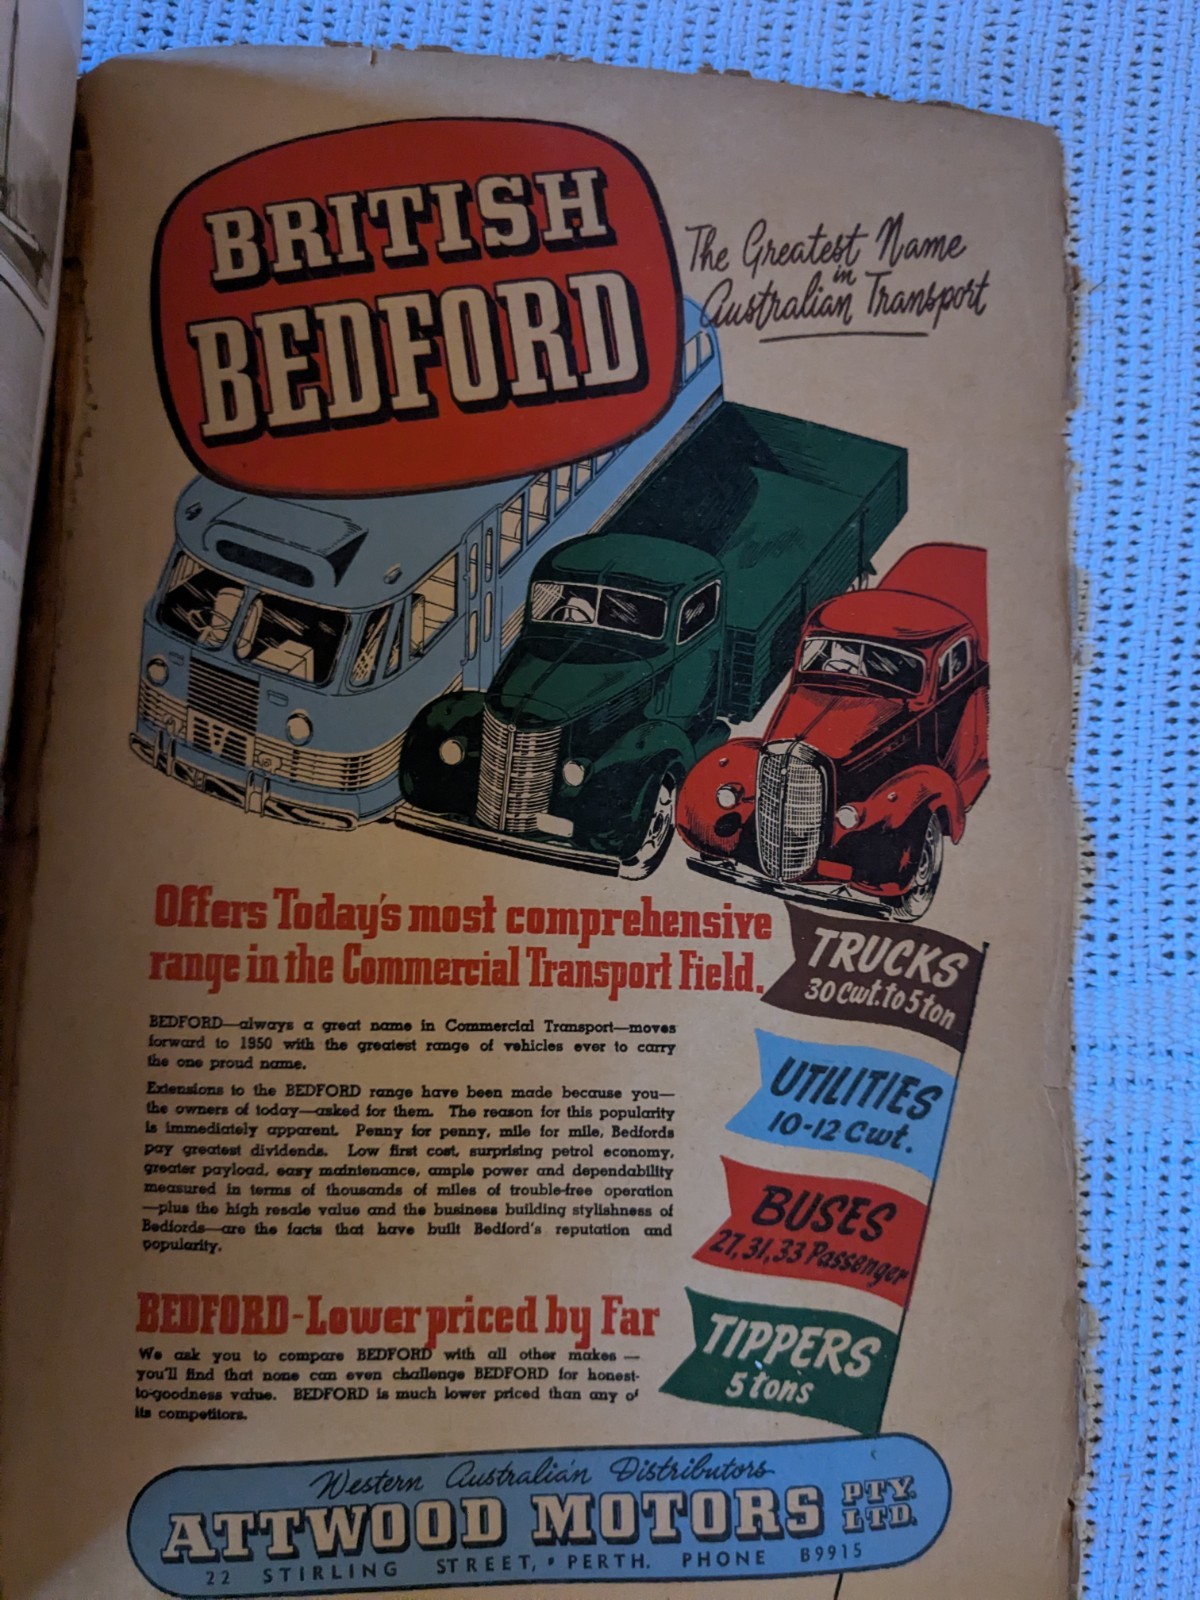 BRITISH
BEDFORD
The Greatest Name
in
Australian Transport
Offers Today's most comprehensive
range in the Commercial Transport Field.
BEDFORD—always a great name in Commercial Transport—moves
forward to 1950 with the greatest range of vehicles ever to carry
the one proud name.
Extensions to the BEDFORD range have been made because you—
the owners of today—asked for them. The reason for this popularity
is immediately apparent. Penny for penny, mile for mile, Bedfords
pay greatest dividends. Low first cost, surprising petrol economy,
greater payload, easy maintenance, ample power and dependability
measured in terms of thousands of miles of trouble-free operation
—plus the high resale value and the business building stylishness of
Bedfords—are the facts that have built Bedford's reputation and
popularity.
BEDFORD-Lower priced by Far
We ask you to compare BEDFORD with all other makes —
you'll find that none can even challenge BEDFORD for honest-
to-goodness value. BEDFORD is much lower priced than any of
its competitors.
TRUCKS
30 Cwt. to 5 ton
UTILITIES
10-12 Cwt.
BUSES
27, 31, 33 Passenger
TIPPERS
5 tons
Western Australian Distributors
ATTWOOD MOTORS PTY. LTD.
22 STIRLING STREET, PERTH. PHONE B9915